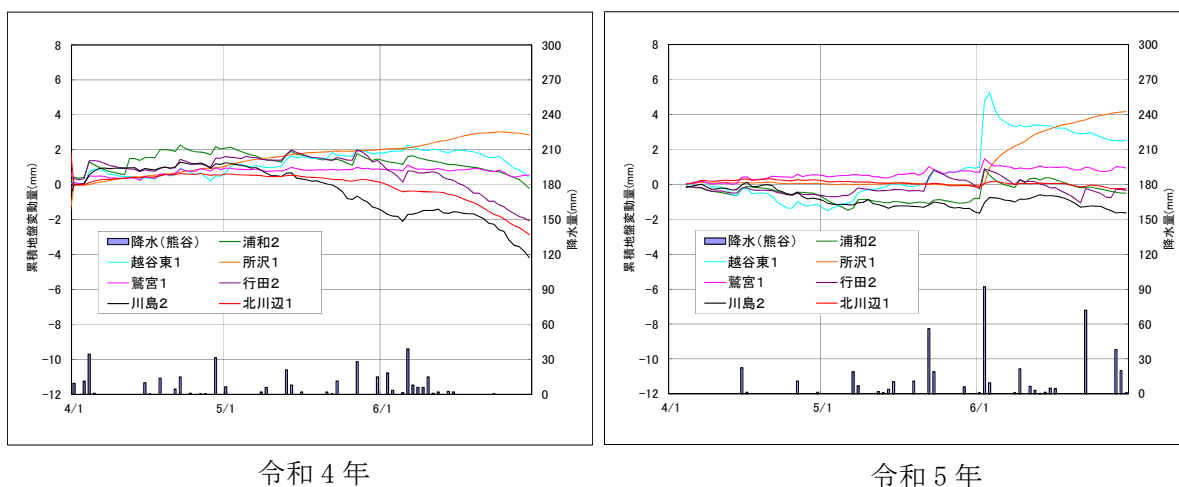 8
6
4
2
0
−2
−4
−6
−8
−10
−12
累積地盤変動量(mm)
300
270
240
210
180
150
120
90
60
30
0
降水量(mm)
降水(熊谷) 浦和2
越谷東1 所沢1
鷲宮1 行田2
川島2 北川辺1
4/1 5/1 6/1
令和4年
8
6
4
2
0
−2
−4
−6
−8
−10
−12
累積地盤変動量(mm)
300
270
240
210
180
150
120
90
60
30
0
降水量(mm)
降水(熊谷) 浦和2
越谷東1 所沢1
鷲宮1 行田2
川島2 北川辺1
4/1 5/1 6/1
令和5年